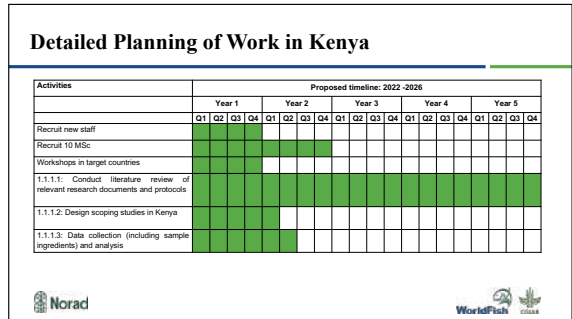 Detailed Planning of Work in Kenya
Activities Proposed timeline: 2022 -2026
Year 1 Year 2 Year 3 Year 4 Year 5
Q1 Q2 Q3 Q4 Q1 Q2 Q3 Q4 Q1 Q2 Q3 Q4 Q1 Q2 Q3 Q4 Q1 Q2 Q3 Q4
Recruit new staff
Recruit 10 MSc
Workshops in target countries
1.1.1.1: Conduct literature review of
relevant research documents and protocols
1.1.1.2: Design scoping studies in Kenya
1.1.1.3: Data collection (including sample
ingredients) and analysis
Norad
WorldFish CGIAR